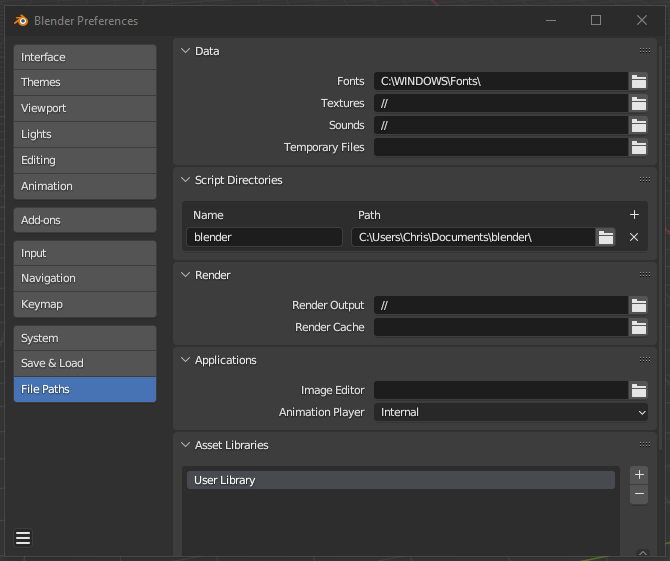 Blender Preferences
Interface
Themes
Viewport
Lights
Editing
Animation
Add-ons
Input
Navigation
Keymap
System
Save & Load
File Paths
Data
Fonts C:\WINDOWS\Fonts\
Textures //
Sounds //
Temporary Files
Script Directories
Name Path
blender C:\Users\Chris\Documents\blender\
Render
Render Output //
Render Cache
Applications
Image Editor
Animation Player Internal
Asset Libraries
User Library